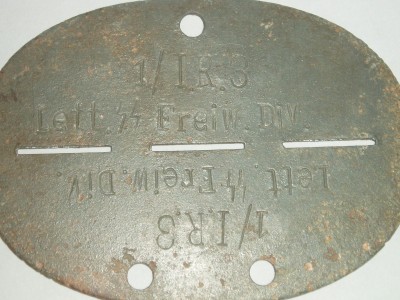 1/I.R.3
Lett. ᛋᛋ Freiw. Div.
Lett. ᛋᛋ Freiw. Div.
1/I.R.3